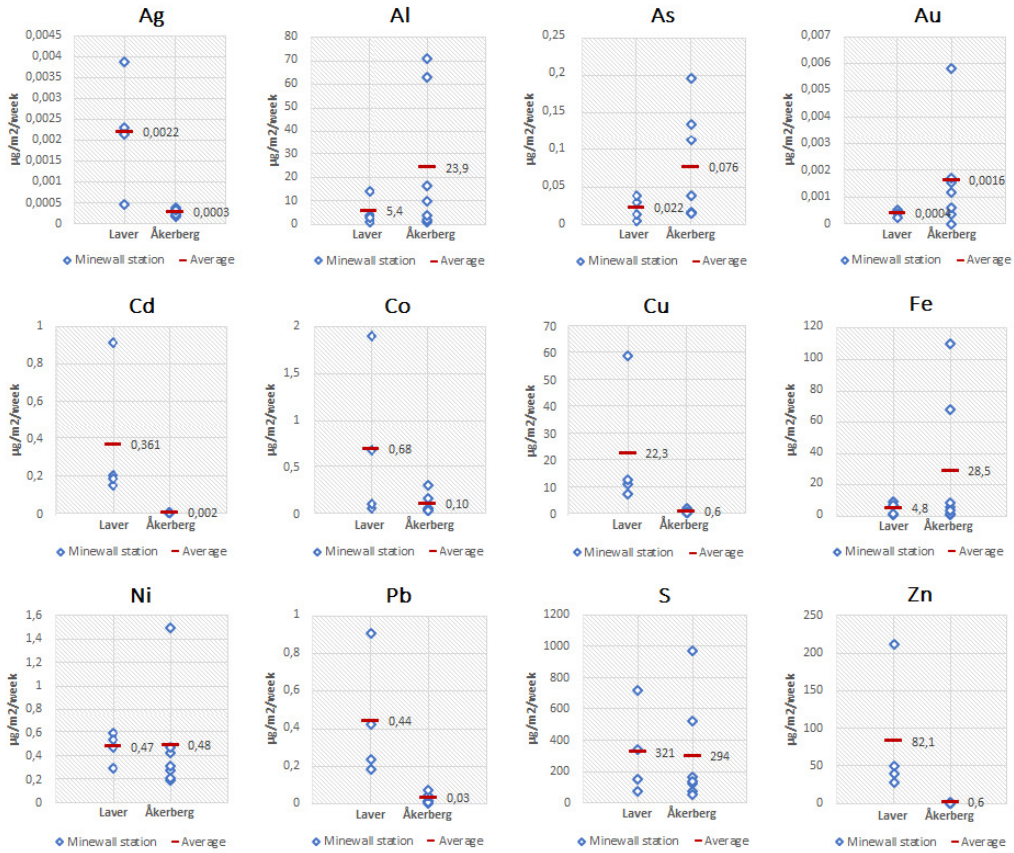 Ag
µg/m2/week
0,0045
0,004
0,0035
0,003
0,0025
0,002
0,0015
0,001
0,0005
0
0,0022
0,0003
Laver Åkerberg
Minewall station Average
Al
80
70
60
50
40
30
20
10
0
5,4
23,9
Laver Åkerberg
Minewall station Average
As
0,25
0,2
0,15
0,1
0,05
0
0,022
0,076
Laver Åkerberg
Minewall station Average
Au
0,007
0,006
0,005
0,004
0,003
0,002
0,001
0
0,0004
0,0016
Laver Åkerberg
Minewall station Average
Cd
µg/m2/week
1
0,8
0,6
0,4
0,2
0
0,361
0,002
Laver Åkerberg
Minewall station Average
Co
µg/m2/week
2
1,5
1
0,5
0
0,68
0,10
Laver Åkerberg
Minewall station Average
Cu
µg/m2/week
70
60
50
40
30
20
10
0
22,3
0,6
Laver Åkerberg
Minewall station Average
Fe
µg/m2/week
120
100
80
60
40
20
0
4,8
28,5
Laver Åkerberg
Minewall station Average
Ni
µg/m2/week
1,6
1,4
1,2
1
0,8
0,6
0,4
0,2
0
0,47
0,48
Laver Åkerberg
Minewall station Average
Pb
µg/m2/week
1
0,8
0,6
0,4
0,2
0
0,44
0,03
Laver Åkerberg
Minewall station Average
S
µg/m2/week
1200
1000
800
600
400
200
0
321
294
Laver Åkerberg
Minewall station Average
Zn
µg/m2/week
250
200
150
100
50
0
82,1
0,6
Laver Åkerberg
Minewall station Average